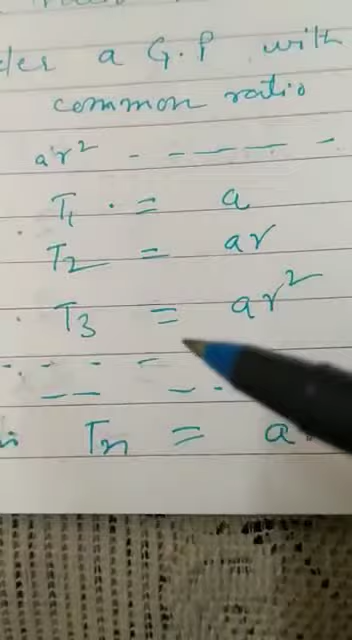 a G.P with
common ratio
ar² - - — — — -
T₁ = a
T₂ = ar
T₃ = ar²
Tn = a